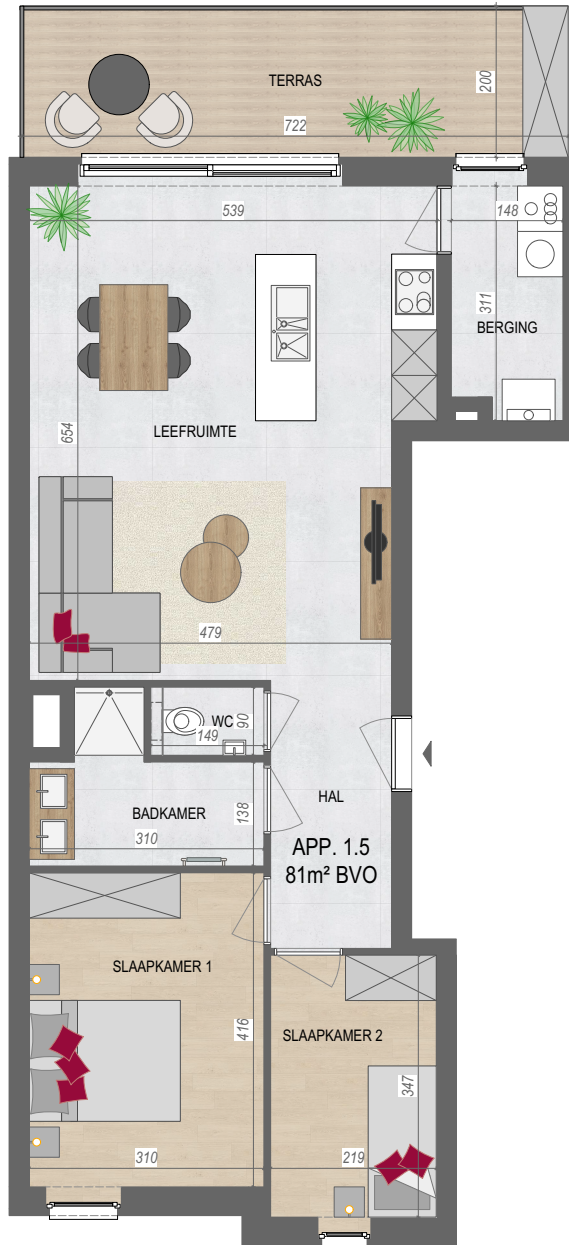 TERRAS
200
722
539
148
311
BERGING
LEEFRUIMTE
654
479
WC
90
149
HAL
BADKAMER
138
310
APP. 1.5
81m² BVO
SLAAPKAMER 1
416
SLAAPKAMER 2
347
310
219